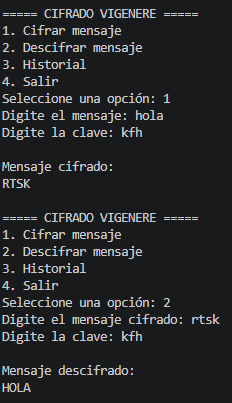 ===== CIFRADO VIGENERE =====
1. Cifrar mensaje
2. Descifrar mensaje
3. Historial
4. Salir
Seleccione una opción: 1
Digite el mensaje: hola
Digite la clave: kfh

Mensaje cifrado:
RTSK

===== CIFRADO VIGENERE =====
1. Cifrar mensaje
2. Descifrar mensaje
3. Historial
4. Salir
Seleccione una opción: 2
Digite el mensaje cifrado: rtsk
Digite la clave: kfh

Mensaje descifrado:
HOLA